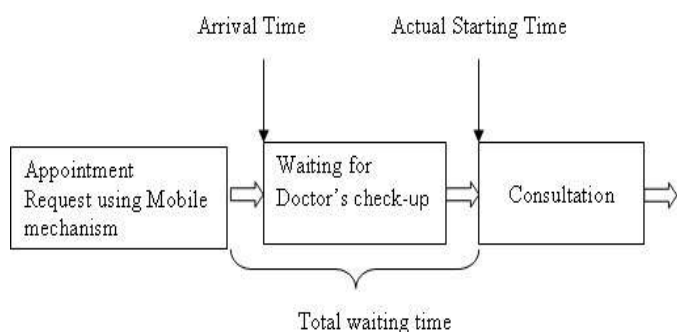 Arrival Time
Actual Starting Time
Appointment
Request using Mobile
mechanism
Waiting for
Doctor's check-up
Consultation
Total waiting time